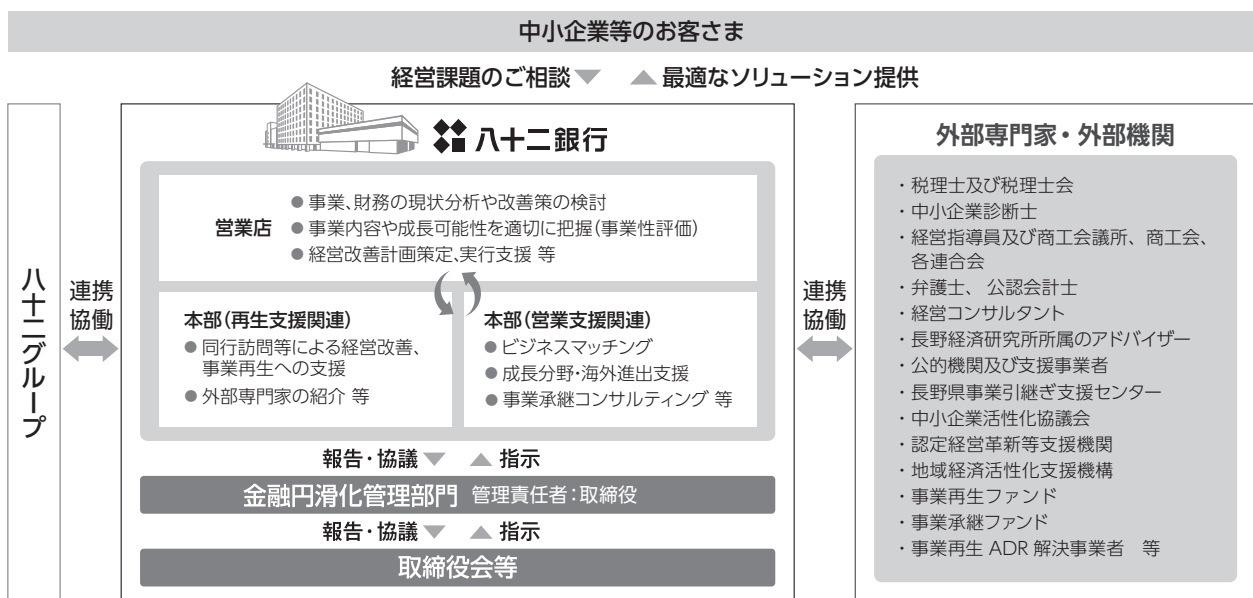 中小企業等のお客さま
経営課題のご相談▼ ▲最適なソリューション提供
八十二グループ
連携
協働
八十二銀行
営業店
● 事業、財務の現状分析や改善策の検討
● 事業内容や成長可能性を適切に把握(事業性評価)
● 経営改善計画策定、実行支援 等
本部(再生支援関連)
● 同行訪問等による経営改善、
事業再生への支援
● 外部専門家の紹介 等
本部(営業支援関連)
● ビジネスマッチング
● 成長分野・海外進出支援
● 事業承継コンサルティング 等
報告・協議▼ ▲指示
金融円滑化管理部門 管理責任者:取締役
報告・協議▼ ▲指示
取締役会等
連携
協働
外部専門家・外部機関
・税理士及び税理士会
・中小企業診断士
・経営指導員及び商工会議所、商工会、
各連合会
・弁護士、 公認会計士
・経営コンサルタント
・長野経済研究所所属のアドバイザー
・公的機関及び支援事業者
・長野県事業引継ぎ支援センター
・中小企業活性化協議会
・認定経営革新等支援機関
・地域経済活性化支援機構
・事業再生ファンド
・事業承継ファンド
・事業再生 ADR 解決事業者 等